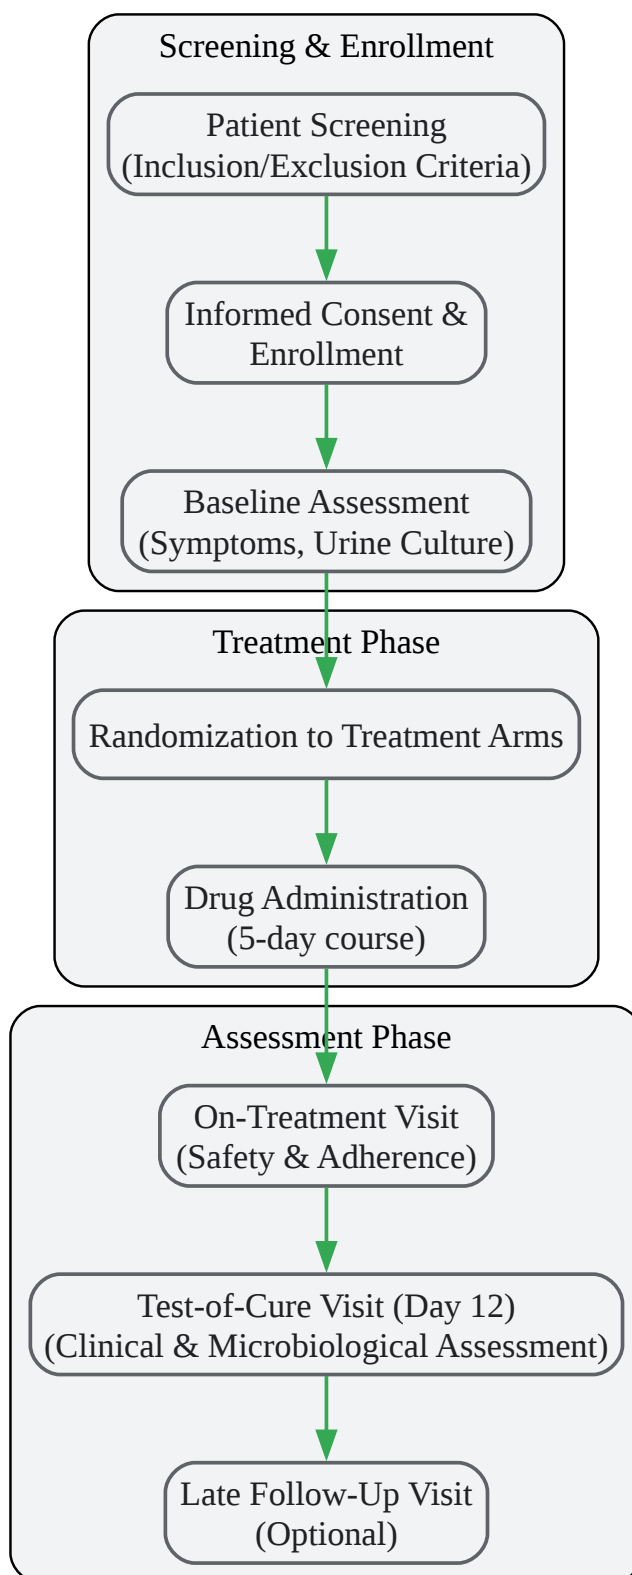 Screening & Enrollment
Patient Screening
(Inclusion/Exclusion Criteria)
Informed Consent &
Enrollment
Baseline Assessment
(Symptoms, Urine Culture)
Treatment Phase
Randomization to Treatment Arms
Drug Administration
(5-day course)
Assessment Phase
On-Treatment Visit
(Safety & Adherence)
Test-of-Cure Visit (Day 12)
(Clinical & Microbiological Assessment)
Late Follow-Up Visit
(Optional)